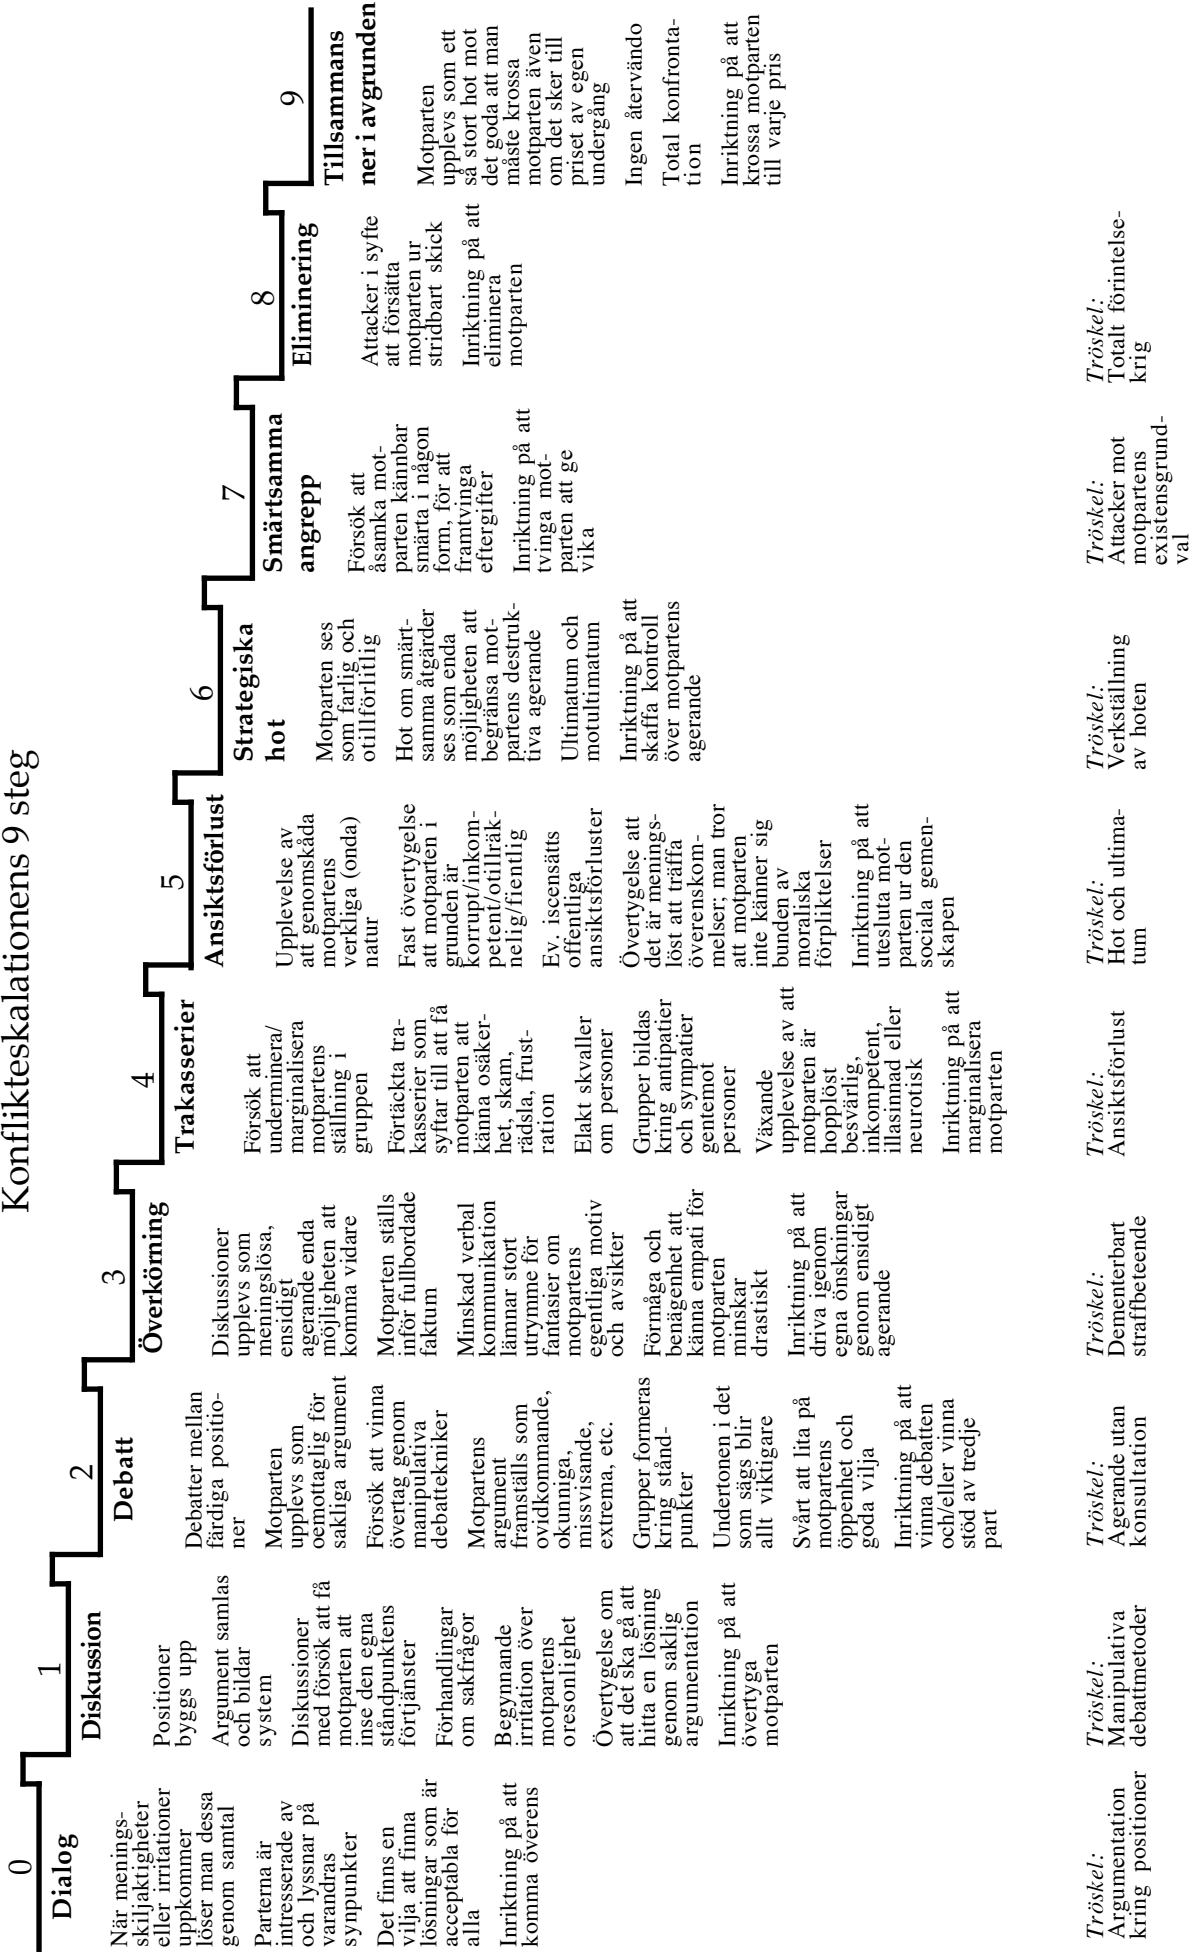 Konflikteskalationens 9 steg
0
Dialog
När menings-
skiljaktigheter
eller irritationer
uppkommer
löser man dessa
genom samtal
Parterna är
intresserade av
och lyssnar på
varandras
synpunkter
Det finns en
vilja att finna
lösningar som är
acceptabla för
alla
Inriktning på att
komma överens
Tröskel:
Argumentation
kring positioner
1
Diskussion
Positioner
byggs upp
Argument samlas
och bildar
system
Diskussioner
med försök att få
motparten att
inse den egna
ståndpunktens
förtjänster
Förhandlingar
om sakfrågor
Begynnande
irritation över
motpartens
oresonlighet
Övertygelse om
att det ska gå att
hitta en lösning
genom saklig
argumentation
Inriktning på att
övertyga
motparten
Tröskel:
Manipulativa
debattmetoder
2
Debatt
Debatter mellan
färdiga positio-
ner
Motparten
upplevs som
oemottaglig för
sakliga argument
Försök att vinna
övertag genom
manipulativa
debattekniker
Motpartens
argument
framställs som
ovidkommande,
okunniga,
missvisande,
extrema, etc.
Grupper formeras
kring stånd-
punkter
Undertonen i det
som sägs blir
allt viktigare
Svårt att lita på
motpartens
öppenhet och
goda vilja
Inriktning på att
vinna debatten
och/eller vinna
stöd av tredje
part
Tröskel:
Agerande utan
konsultation
3
Överkörning
Diskussioner
upplevs som
meningslösa,
ensidigt
agerande enda
möjligheten att
komma vidare
Motparten ställs
inför fullbordade
faktum
Minskad verbal
kommunikation
lämnar stort
utrymme för
fantasier om
motpartens
egentliga motiv
och avsikter
Förmåga och
benägenhet att
känna empati för
motparten
minskar
drastiskt
Inriktning på att
driva igenom
egna önskningar
genom ensidigt
agerande
Tröskel:
Dementerbart
straffbeteende
4
Trakasserier
Försök att
underminera/
marginalisera
motpartens
ställning i
gruppen
Förtäckta tra-
kasserier som
syftar till att få
motparten att
känna osäker-
het, skam,
rädsla, frust-
ration
Elakt skvaller
om personer
Grupper bildas
kring antipatier
och sympatier
gentemot
personer
Växande
upplevelse av att
motparten är
hopplöst
besvärlig,
inkompetent,
illasinnad eller
neurotisk
Inriktning på att
marginalisera
motparten
Tröskel:
Ansiktsförlust
5
Ansiktsförlust
Upplevelse av
att genomskåda
motpartens
verkliga (onda)
natur
Fast övertygelse
att motparten i
grunden är
korrupt/inkom-
petent/otillräk-
nelig/fientlig
Ev. iscensätts
offentliga
ansiktsförluster
Övertygelse att
det är menings-
löst att träffa
överenskom-
melser; man tror
att motparten
inte känner sig
bunden av
moraliska
förpliktelser
Inriktning på att
utesluta mot-
parten ur den
sociala gemen-
skapen
Tröskel:
Hot och ultima-
tum
6
Strategiska
hot
Motparten ses
som farlig och
otillförlitlig
Hot om smärt-
samma åtgärder
ses som enda
möjligheten att
begränsa mot-
partens destruk-
tiva agerande
Ultimatum och
motultimatum
Inriktning på att
skaffa kontroll
över motpartens
agerande
Tröskel:
Verkställning
av hoten
7
Smärtsamma
angrepp
Försök att
åsamka mot-
parten kännbar
smärta i någon
form, för att
framtvinga
eftergifter
Inriktning på att
tvinga mot-
parten att ge
vika
Tröskel:
Attacker mot
motpartens
existensgrund-
val
8
Eliminering
Attacker i syfte
att försätta
motparten ur
stridbart skick
Inriktning på att
eliminera
motparten
Tröskel:
Totalt förintelse-
krig
9
Tillsammans
ner i avgrunden
Motparten
upplevs som ett
så stort hot mot
det goda att man
måste krossa
motparten även
om det sker till
priset av egen
undergång
Ingen återvändo
Total konfronta-
tion
Inriktning på att
krossa motparten
till varje pris